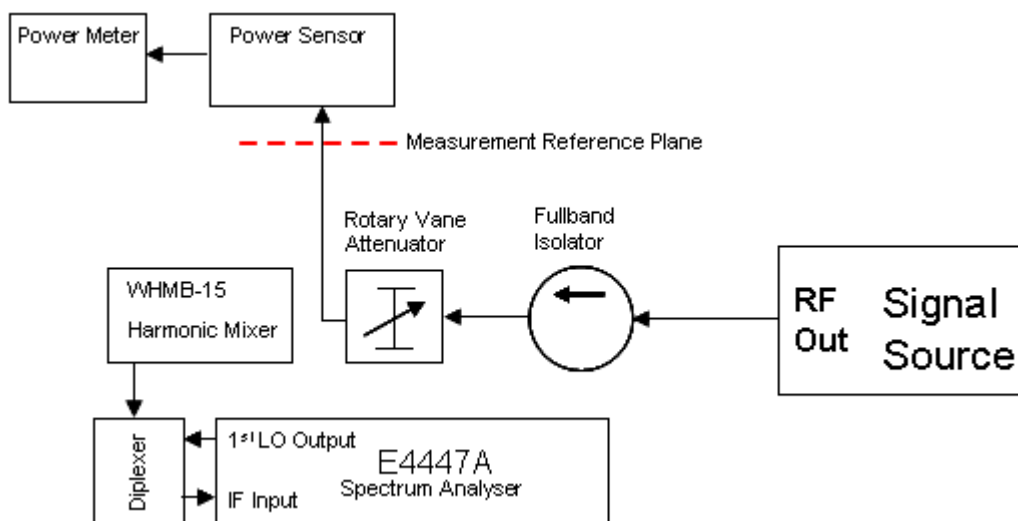 Power Meter
Power Sensor
Measurement Reference Plane
Rotary Vane
Attenuator
Fullband
Isolator
RF
Out
Signal
Source
WHMB-15
Harmonic Mixer
Diplexer
1st LO Output
E4447A
Spectrum Analyser
IF Input